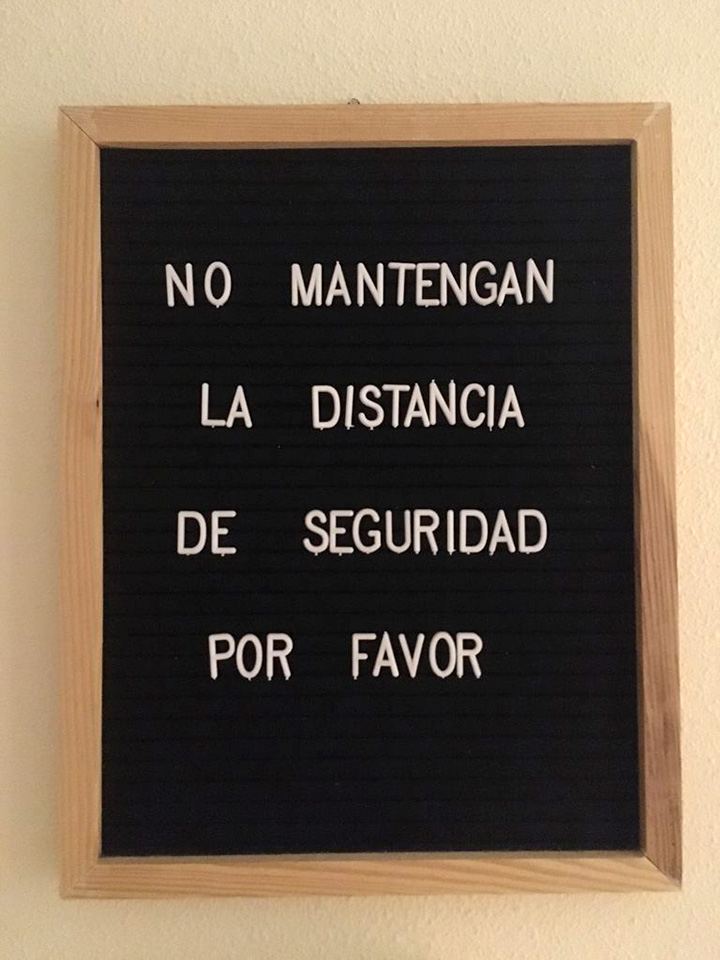 NO MANTENGAN
LA DISTANCIA
DE SEGURIDAD
POR FAVOR